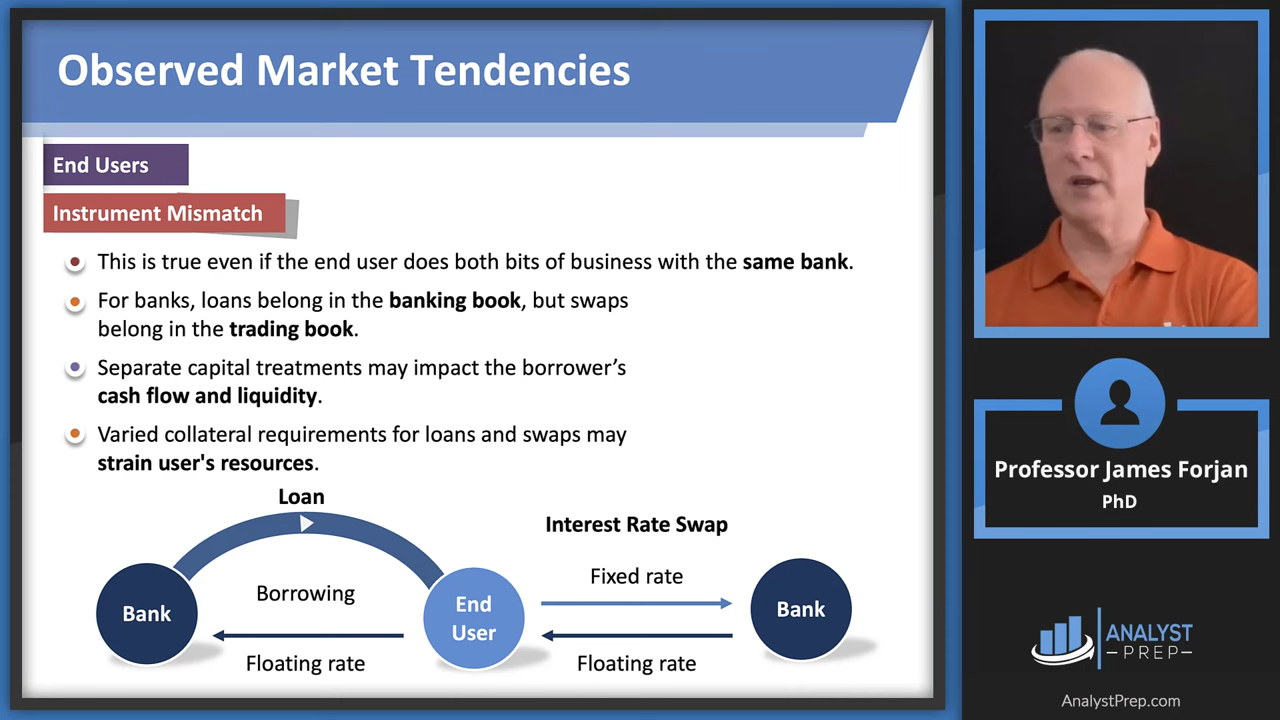 Observed Market Tendencies
End Users
Instrument Mismatch
This is true even if the end user does both bits of business with the same bank.
For banks, loans belong in the banking book, but swaps
belong in the trading book.
Separate capital treatments may impact the borrower’s
cash flow and liquidity.
Varied collateral requirements for loans and swaps may
strain user's resources.
Loan
Interest Rate Swap
Borrowing
Fixed rate
Bank
End
User
Bank
Floating rate
Floating rate
Professor James Forjan
PhD
ANALYST
PREP
AnalystPrep.com